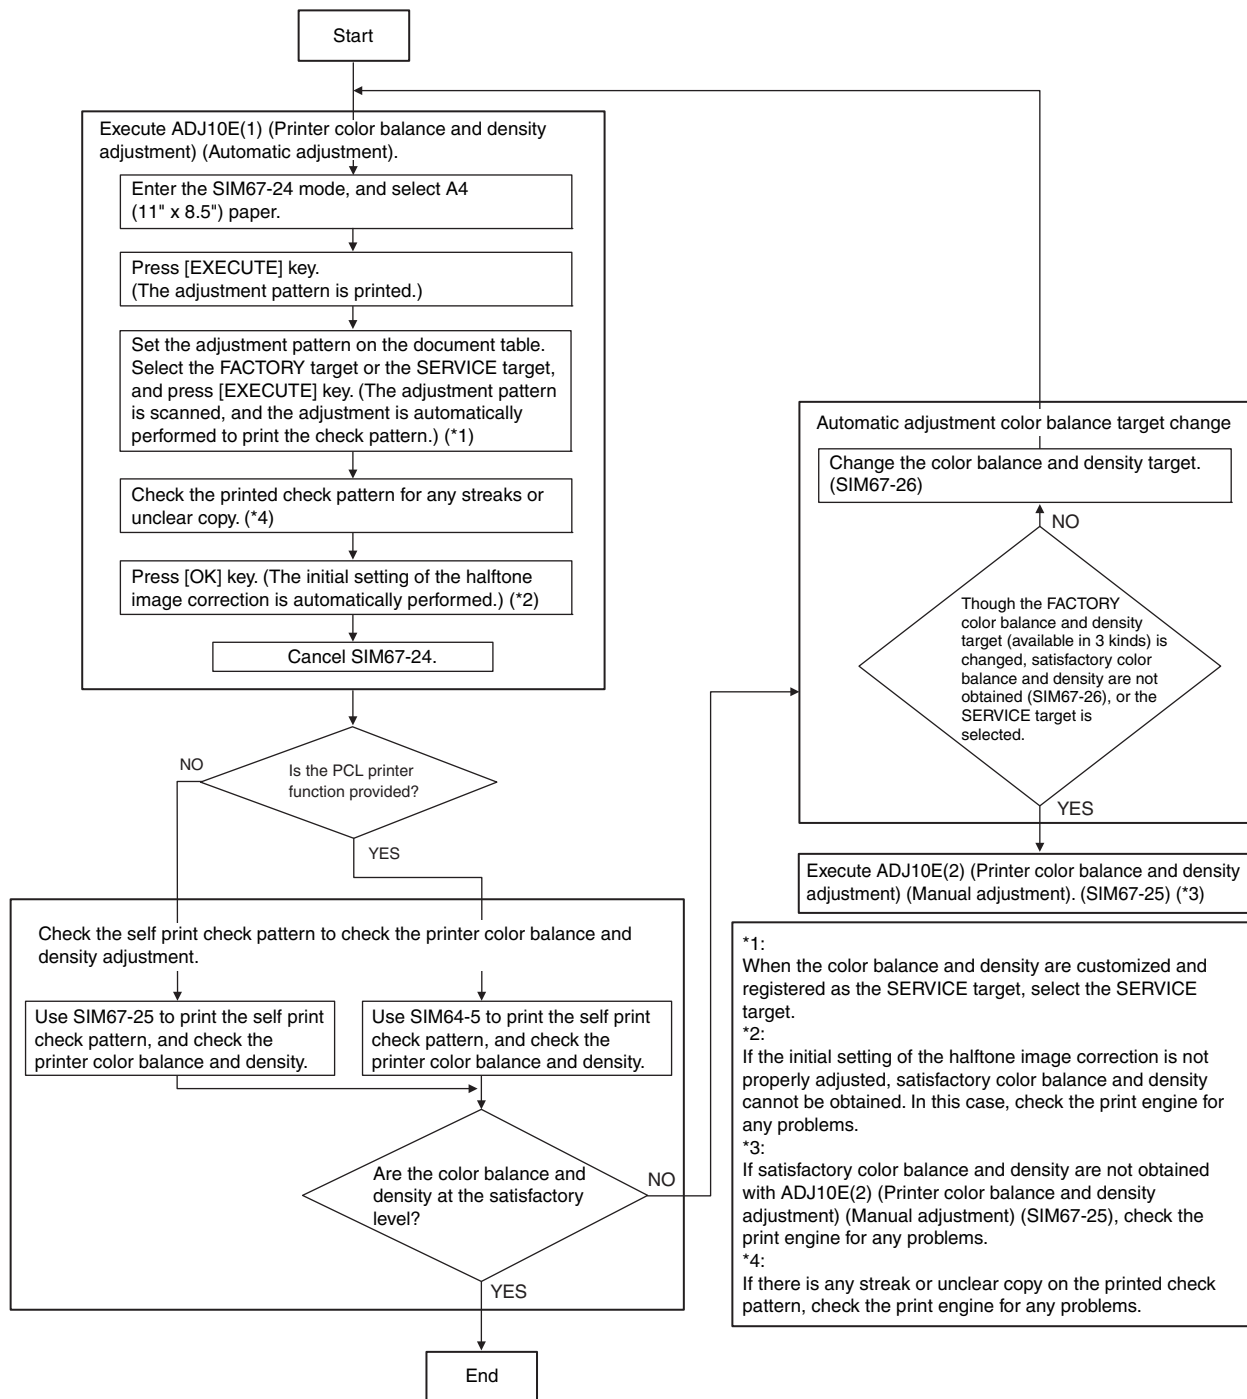 Start
Execute ADJ10E(1) (Printer color balance and density
adjustment) (Automatic adjustment).
Enter the SIM67-24 mode, and select A4
(11" x 8.5") paper.
Press [EXECUTE] key.
(The adjustment pattern is printed.)
Set the adjustment pattern on the document table.
Select the FACTORY target or the SERVICE target,
and press [EXECUTE] key. (The adjustment pattern
is scanned, and the adjustment is automatically
performed to print the check pattern.) (*1)
Check the printed check pattern for any streaks or
unclear copy. (*4)
Press [OK] key. (The initial setting of the halftone
image correction is automatically performed.) (*2)
Cancel SIM67-24.
Is the PCL printer
function provided?
NO
YES
Check the self print check pattern to check the printer color balance and
density adjustment.
Use SIM67-25 to print the self print
check pattern, and check the
printer color balance and density.
Use SIM64-5 to print the self print
check pattern, and check the
printer color balance and density.
Are the color balance and
density at the satisfactory
level?
NO
YES
End
Automatic adjustment color balance target change
Change the color balance and density target.
(SIM67-26)
NO
Though the FACTORY
color balance and density
target (available in 3 kinds) is
changed, satisfactory color
balance and density are not
obtained (SIM67-26), or the
SERVICE target is
selected.
YES
Execute ADJ10E(2) (Printer color balance and density
adjustment) (Manual adjustment). (SIM67-25) (*3)
*1:
When the color balance and density are customized and
registered as the SERVICE target, select the SERVICE
target.
*2:
If the initial setting of the halftone image correction is not
properly adjusted, satisfactory color balance and density
cannot be obtained. In this case, check the print engine for
any problems.
*3:
If satisfactory color balance and density are not obtained
with ADJ10E(2) (Printer color balance and density
adjustment) (Manual adjustment) (SIM67-25), check the
print engine for any problems.
*4:
If there is any streak or unclear copy on the printed check
pattern, check the print engine for any problems.